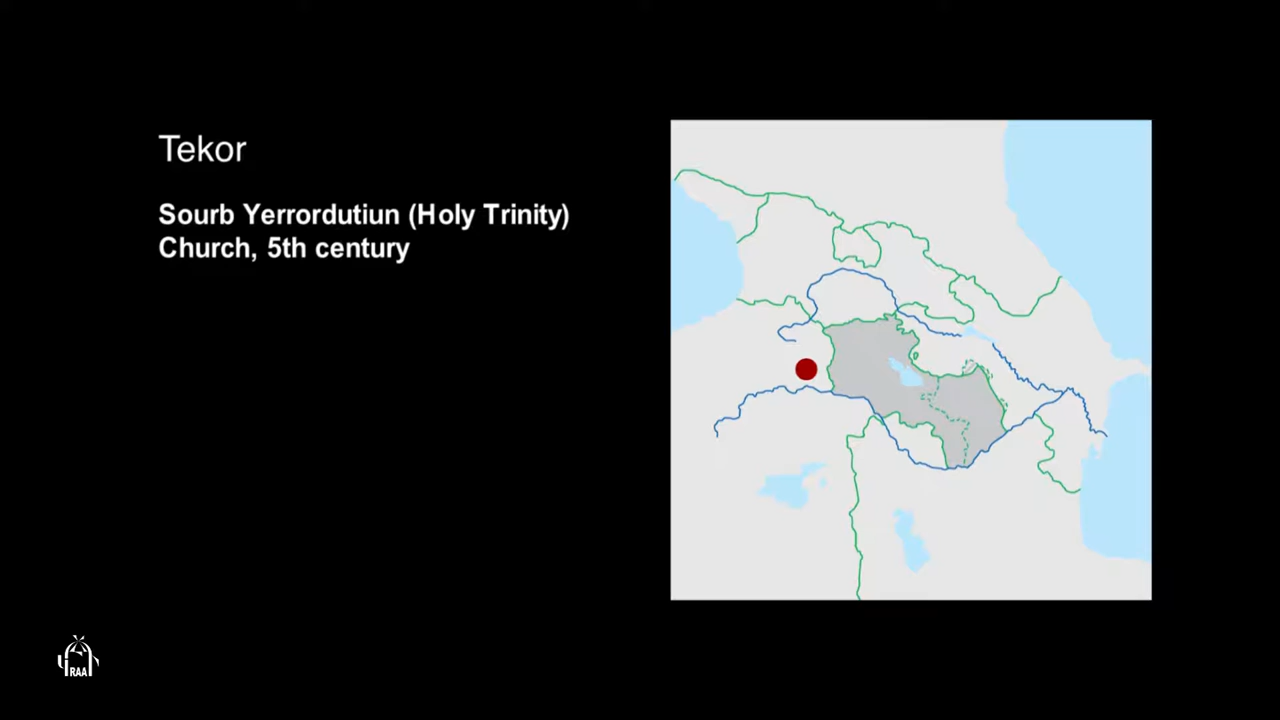 Tekor
Sourb Yerrordutiun (Holy Trinity)
Church, 5th century
RAA